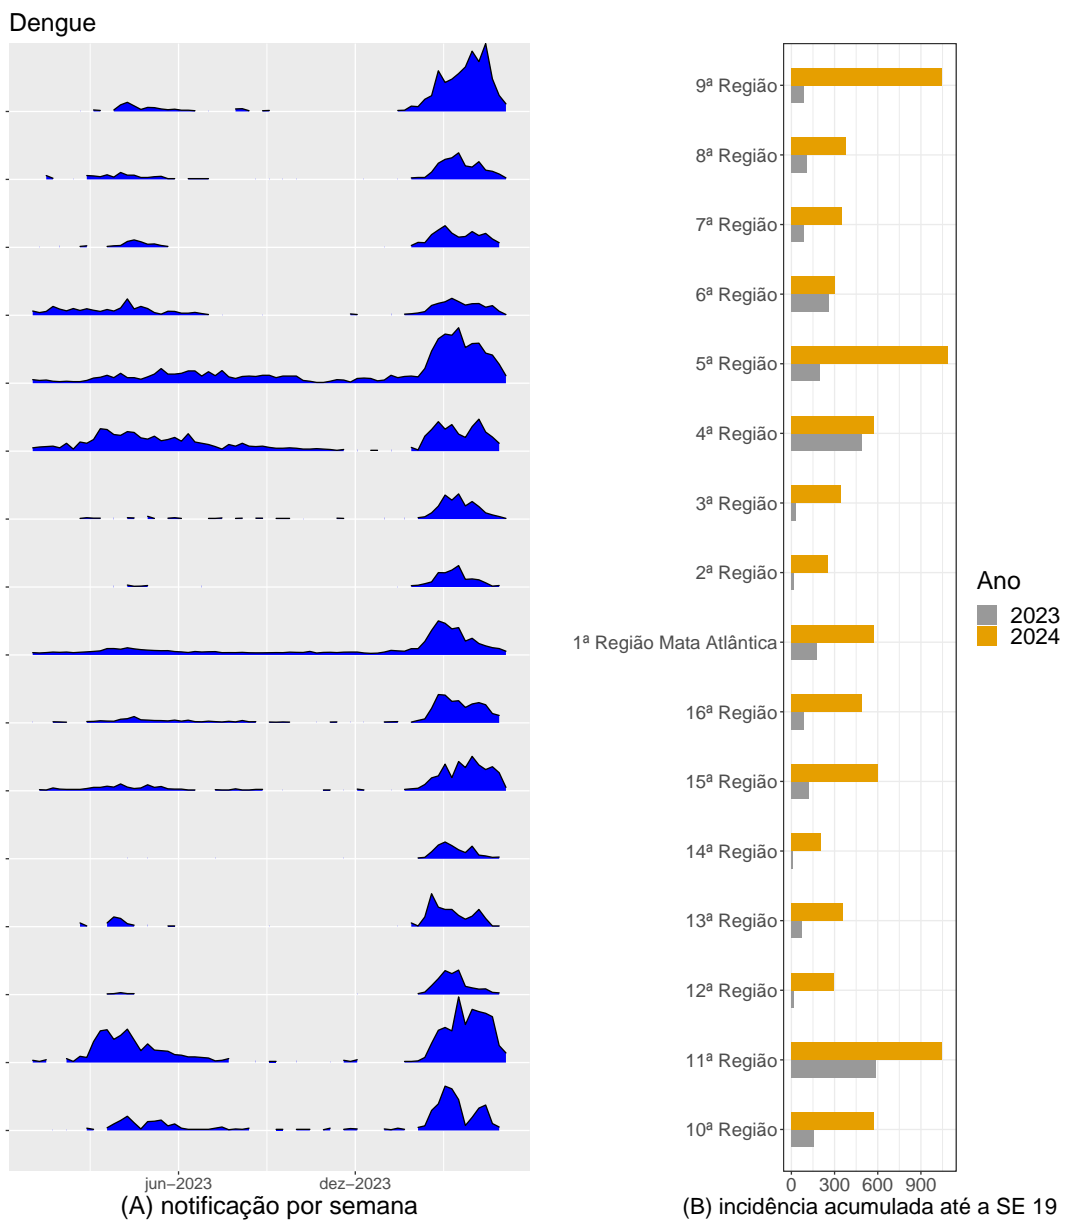 Dengue
9ª Região
8ª Região
7ª Região
6ª Região
5ª Região
4ª Região
3ª Região
2ª Região
1ª Região Mata Atlântica
16ª Região
15ª Região
14ª Região
13ª Região
12ª Região
11ª Região
10ª Região
Ano
2023
2024
jun−2023 dez−2023
0 300 600 900
(A) notificação por semana
(B) incidência acumulada até a SE 19